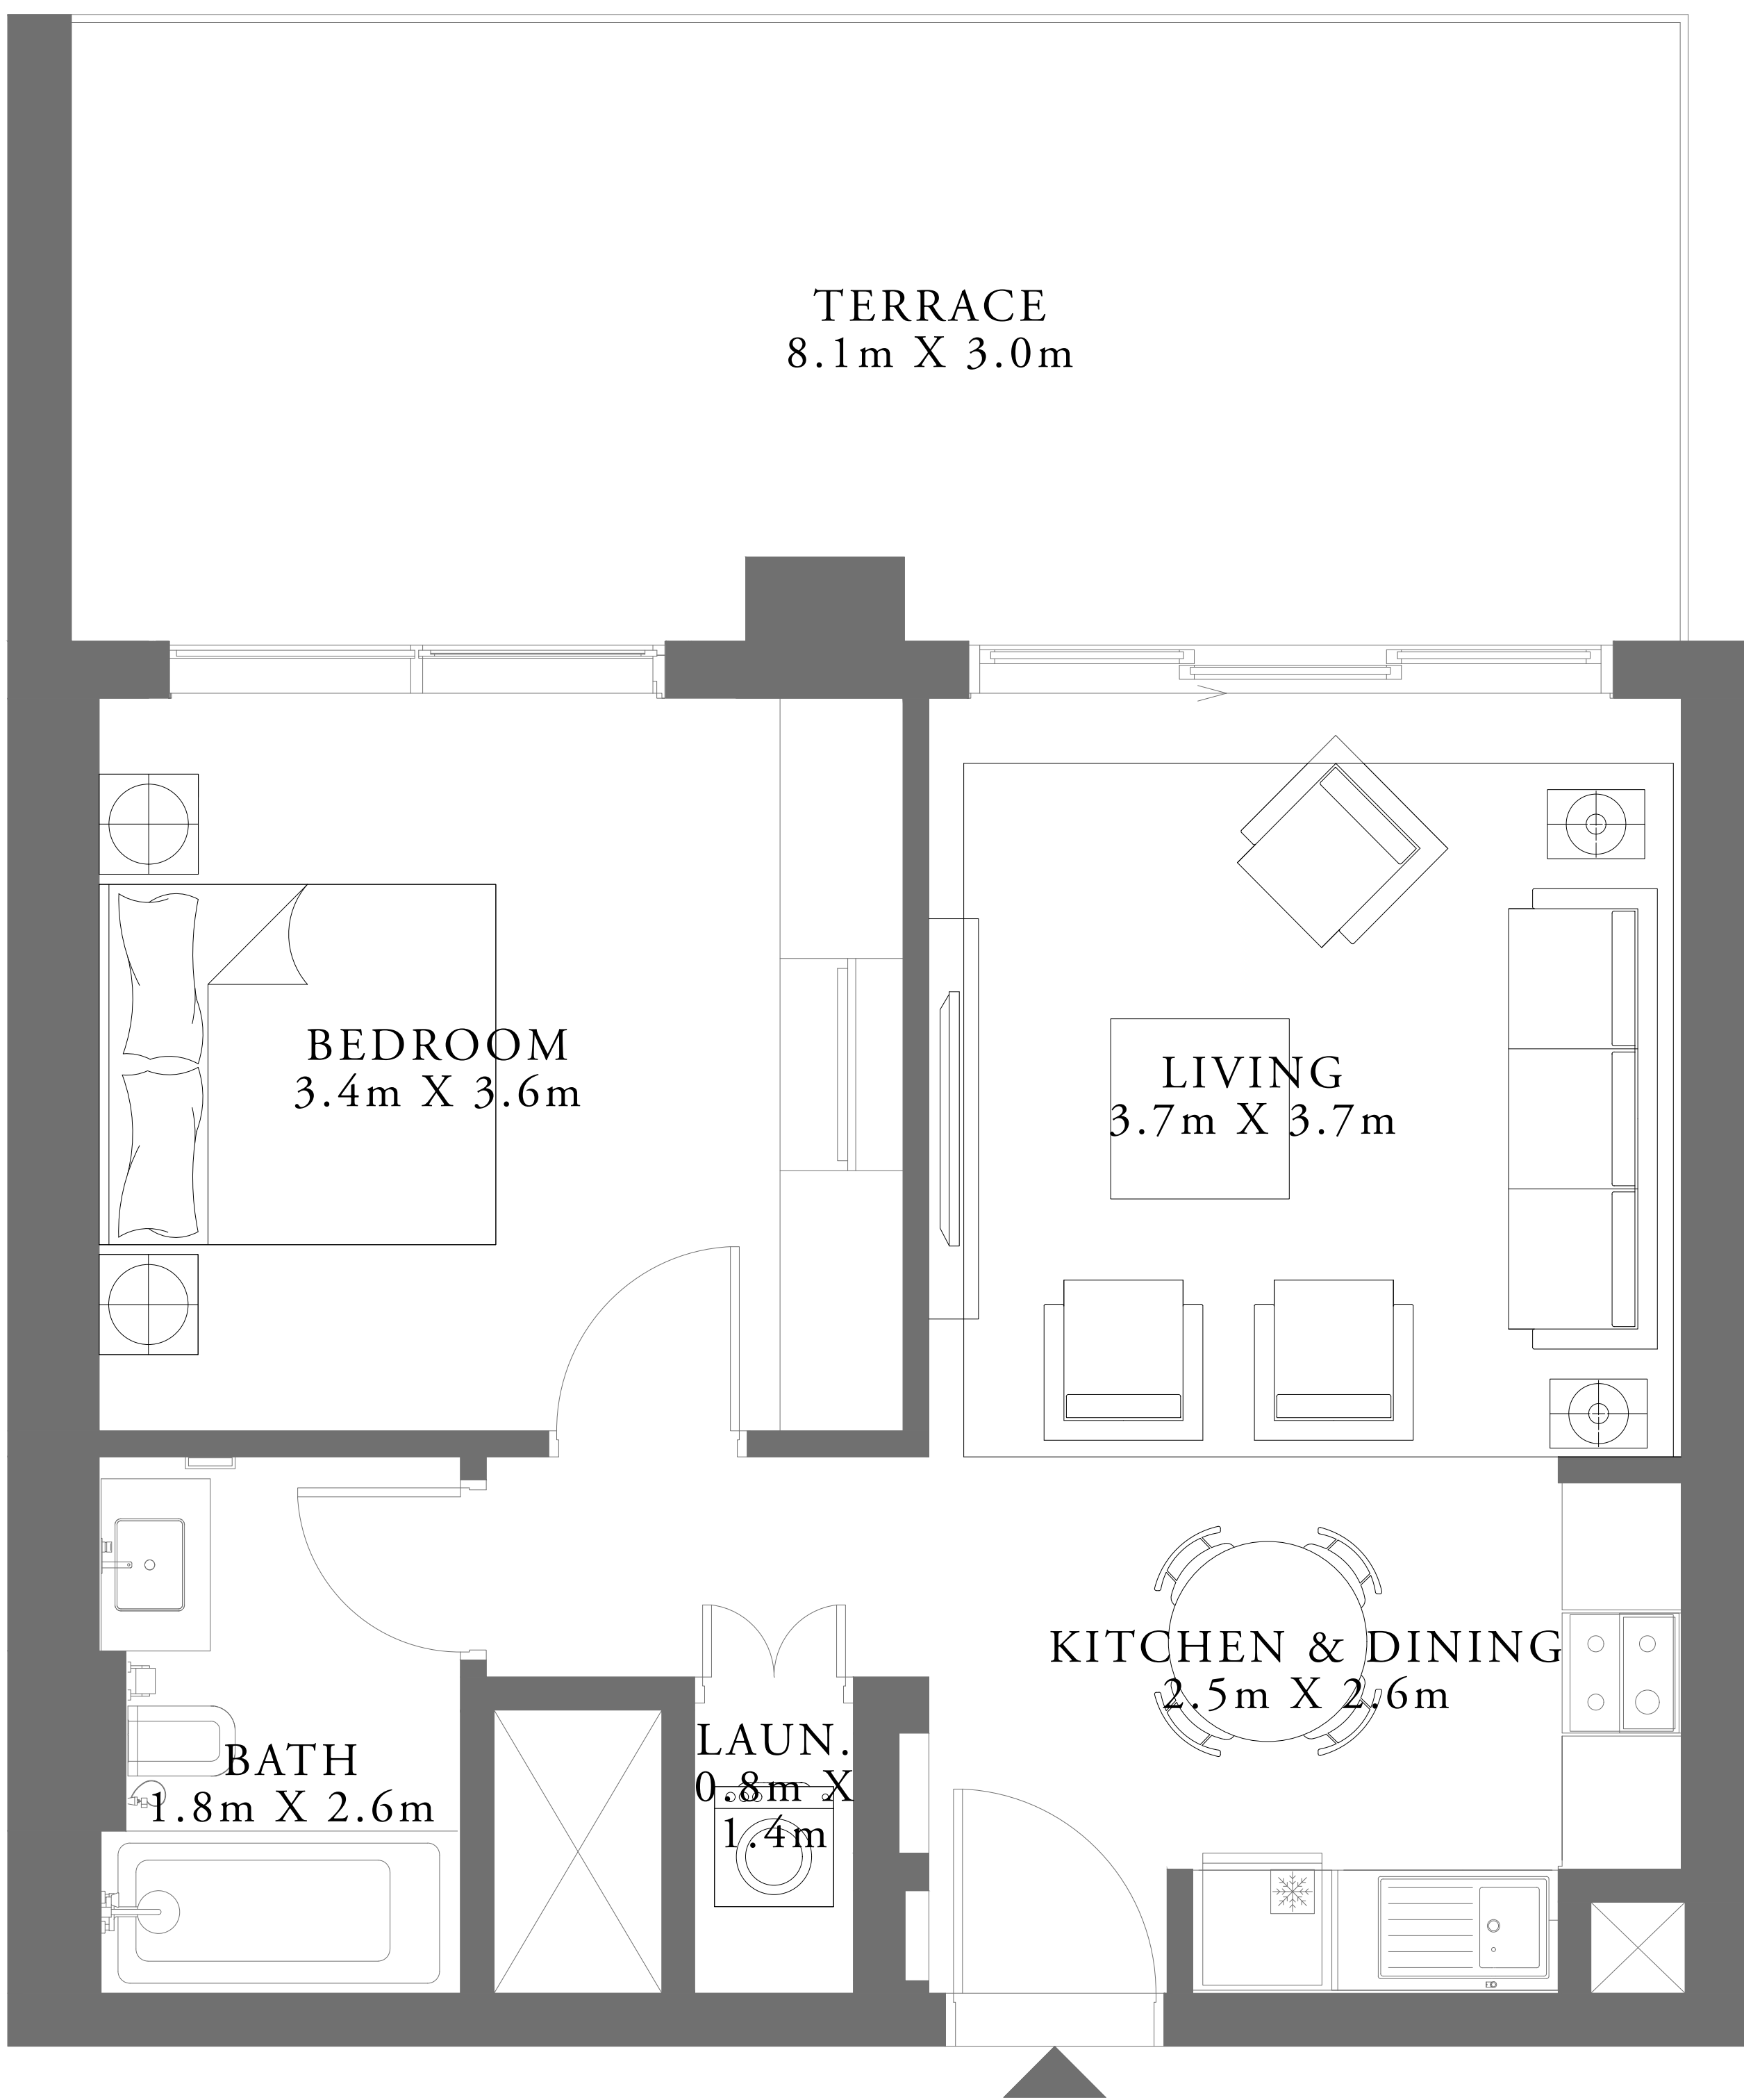 TERRACE
8.1m X 3.0m
BEDROOM
3.4m X 3.6m
LIVING
3.7m X 3.7m
KITCHEN & DINING
2.5m X 2.6m
LAUN.
0.8m X
1.4m
BATH
1.8m X 2.6m